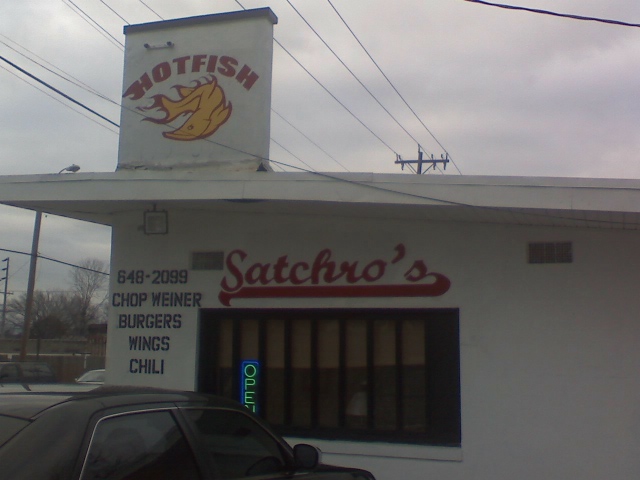 HOTFISH
Satchro's
648-2099
CHOP WEINER
BURGERS
WINGS
CHILI
OPEN